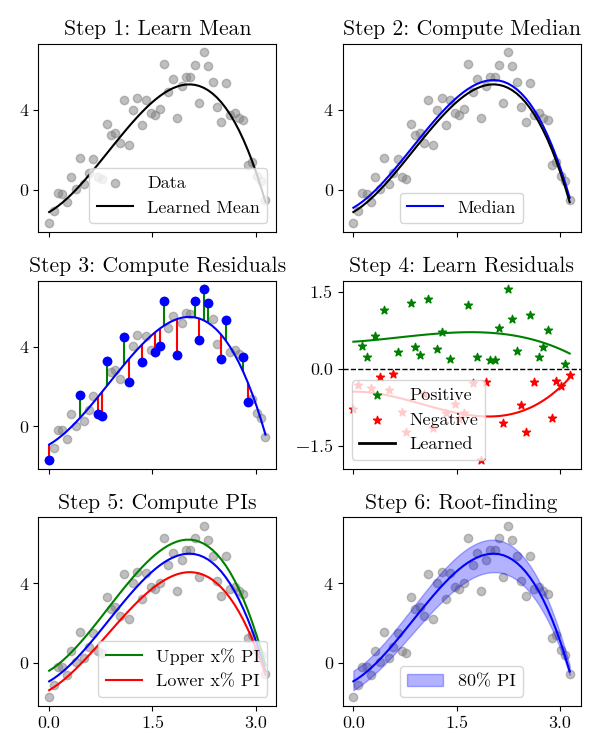 Step 1: Learn Mean
Step 2: Compute Median
4
0
Data
Learned Mean
4
0
Median
Step 3: Compute Residuals
Step 4: Learn Residuals
4
0
1.5
0.0
−1.5
Positive
Negative
Learned
Step 5: Compute PIs
Step 6: Root-finding
4
0
Upper x% PI
Lower x% PI
0.0
1.5
3.0
4
0
80% PI
0.0
1.5
3.0